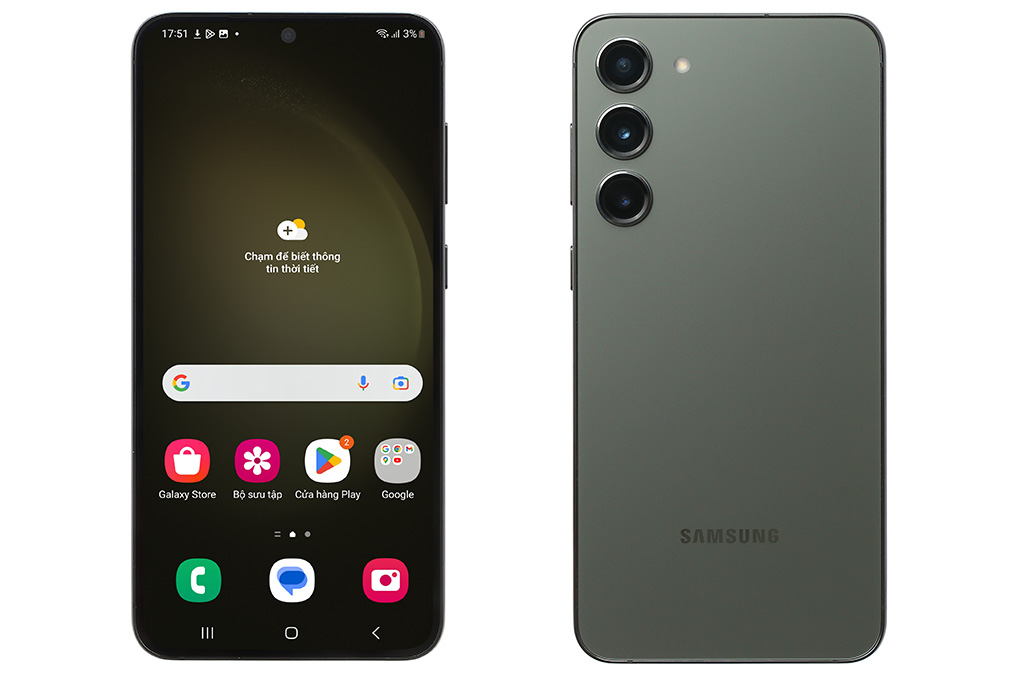 17:51
3%
Chạm để biết thông
tin thời tiết
2
Galaxy Store
Bộ sưu tập
Cửa hàng Play
Google
SAMSUNG